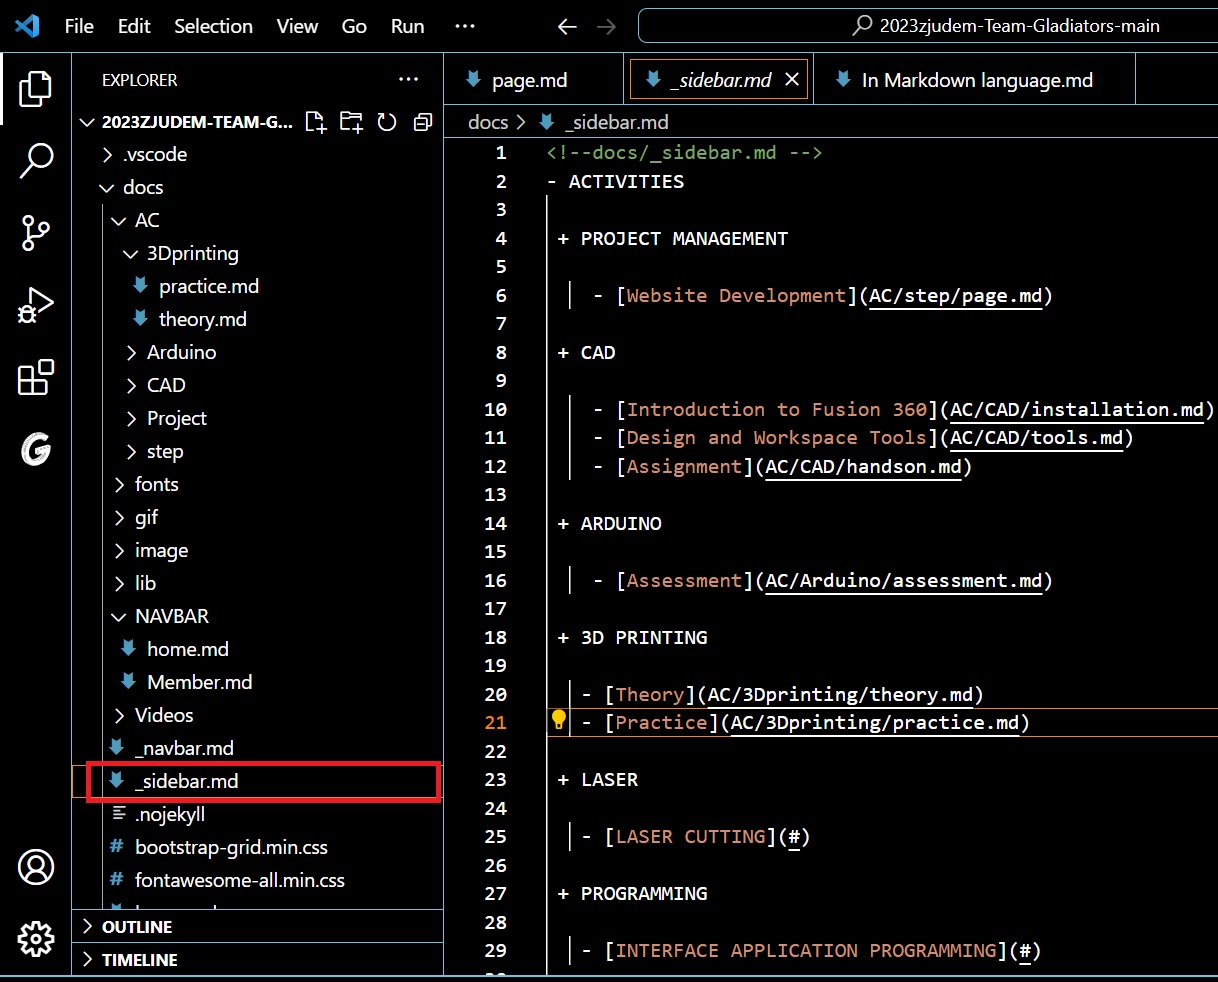 File Edit Selection View Go Run ··· 2023zjudem-Team-Gladiators-main
EXPLORER ···
page.md _sidebar.md In Markdown language.md
2023ZJUDEM-TEAM-G...
docs > _sidebar.md
.vscode
docs
AC
3Dprinting
practice.md
theory.md
Arduino
CAD
Project
step
fonts
gif
image
lib
NAVBAR
home.md
Member.md
Videos
_navbar.md
_sidebar.md
.nojekyll
# bootstrap-grid.min.css
# fontawesome-all.min.css
OUTLINE
TIMELINE
1 <!--docs/_sidebar.md -->
2 - ACTIVITIES
3
4 + PROJECT MANAGEMENT
5
6 - [Website Development](AC/step/page.md)
7
8 + CAD
9
10 - [Introduction to Fusion 360](AC/CAD/installation.md)
11 - [Design and Workspace Tools](AC/CAD/tools.md)
12 - [Assignment](AC/CAD/handson.md)
13
14 + ARDUINO
15
16 - [Assessment](AC/Arduino/assessment.md)
17
18 + 3D PRINTING
19
20 - [Theory](AC/3Dprinting/theory.md)
21 - [Practice](AC/3Dprinting/practice.md)
22
23 + LASER
24
25 - [LASER CUTTING](#)
26
27 + PROGRAMMING
28
29 - [INTERFACE APPLICATION PROGRAMMING](#)